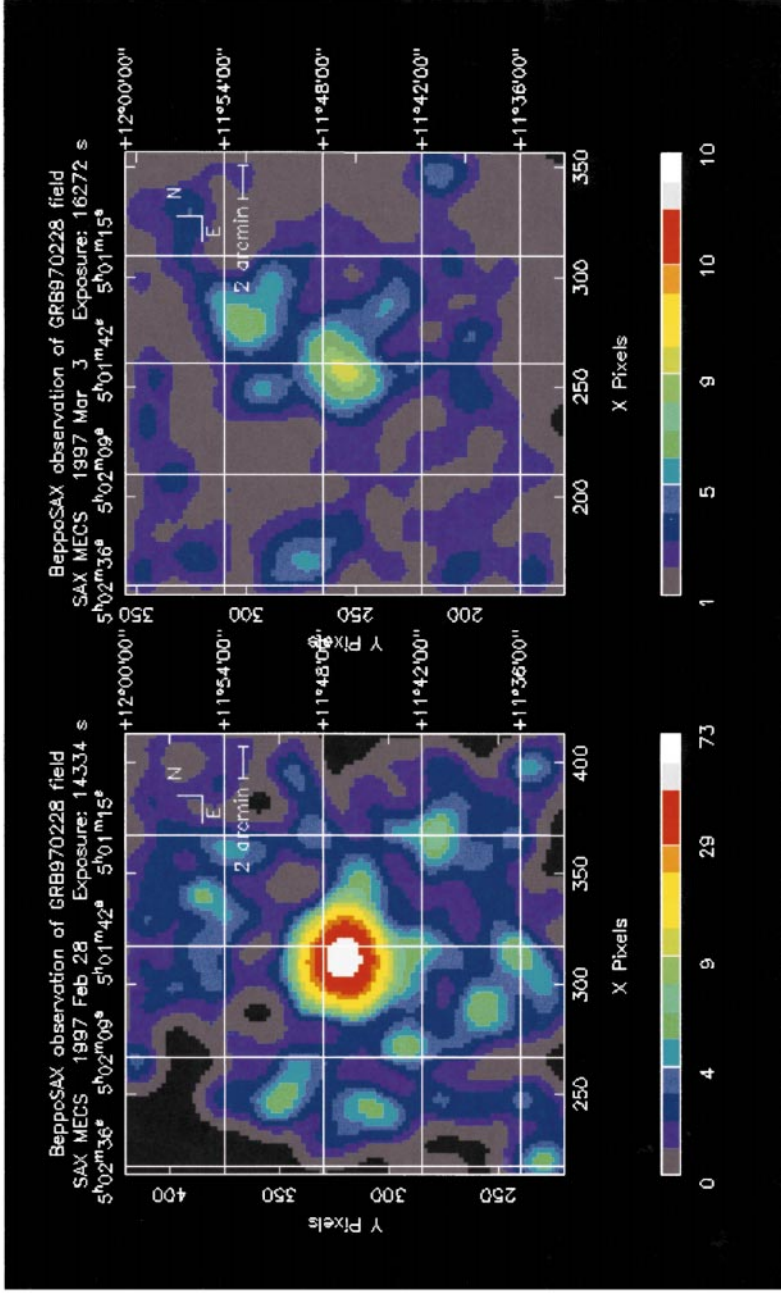 BeppoSAX observation of GRB970228 field
SAX MECS 1997 Feb 28 Exposure: 14334 s
5ʰ02ᵐ36ˢ 5ʰ02ᵐ09ˢ 5ʰ01ᵐ42ˢ 5ʰ01ᵐ15ˢ
+12°00'00"
+11°54'00"
+11°48'00"
+11°42'00"
+11°36'00"
400
350
300
250
Y Pixels
N
E
2 arcmin
250 300 350 400
X Pixels
0 4 9 29 73
BeppoSAX observation of GRB970228 field
SAX MECS 1997 Mar 3 Exposure: 16272 s
5ʰ02ᵐ36ˢ 5ʰ02ᵐ09ˢ 5ʰ01ᵐ42ˢ 5ʰ01ᵐ15ˢ
+12°00'00"
+11°54'00"
+11°48'00"
+11°42'00"
+11°36'00"
350
300
250
200
Y Pixels
N
E
2 arcmin
200 250 300 350
X Pixels
1 5 9 10 10